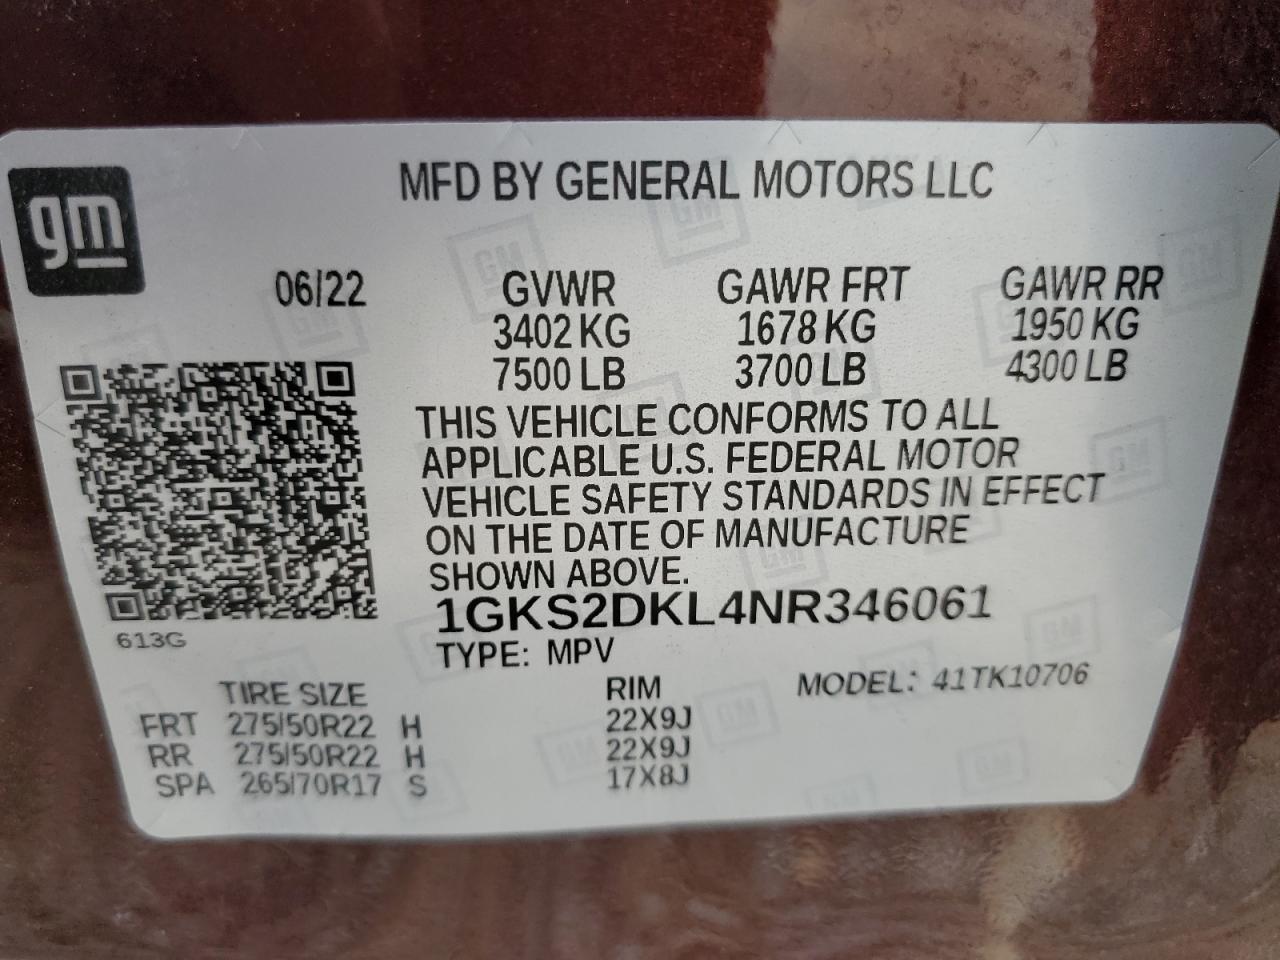 gm
MFD BY GENERAL MOTORS LLC
06/22 GVWR GAWR FRT GAWR RR
3402 KG 1678 KG 1950 KG
7500 LB 3700 LB 4300 LB
THIS VEHICLE CONFORMS TO ALL
APPLICABLE U.S. FEDERAL MOTOR
VEHICLE SAFETY STANDARDS IN EFFECT
ON THE DATE OF MANUFACTURE
SHOWN ABOVE.
1GKS2DKL4NR346061
613G
TYPE: MPV
TIRE SIZE RIM MODEL: 41TK10706
FRT 275/50R22 H 22X9J
RR 275/50R22 H 22X9J
SPA 265/70R17 S 17X8J